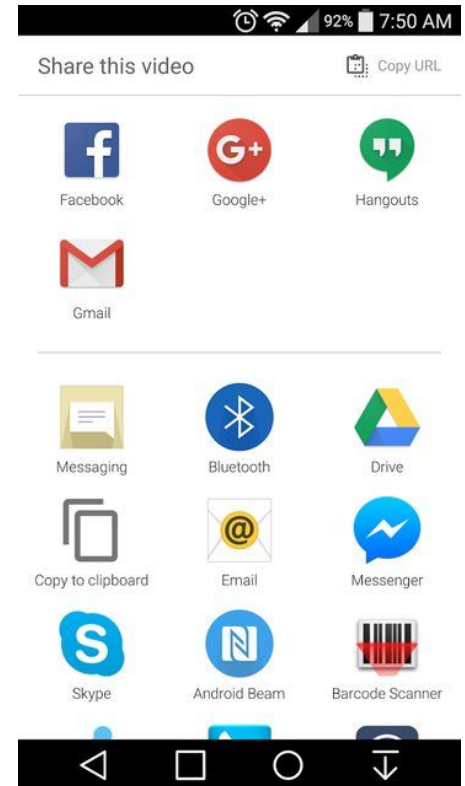 92% 7:50 AM
Share this video Copy URL
Facebook Google+ Hangouts
Gmail
Messaging Bluetooth Drive
Copy to clipboard Email Messenger
Skype Android Beam Barcode Scanner